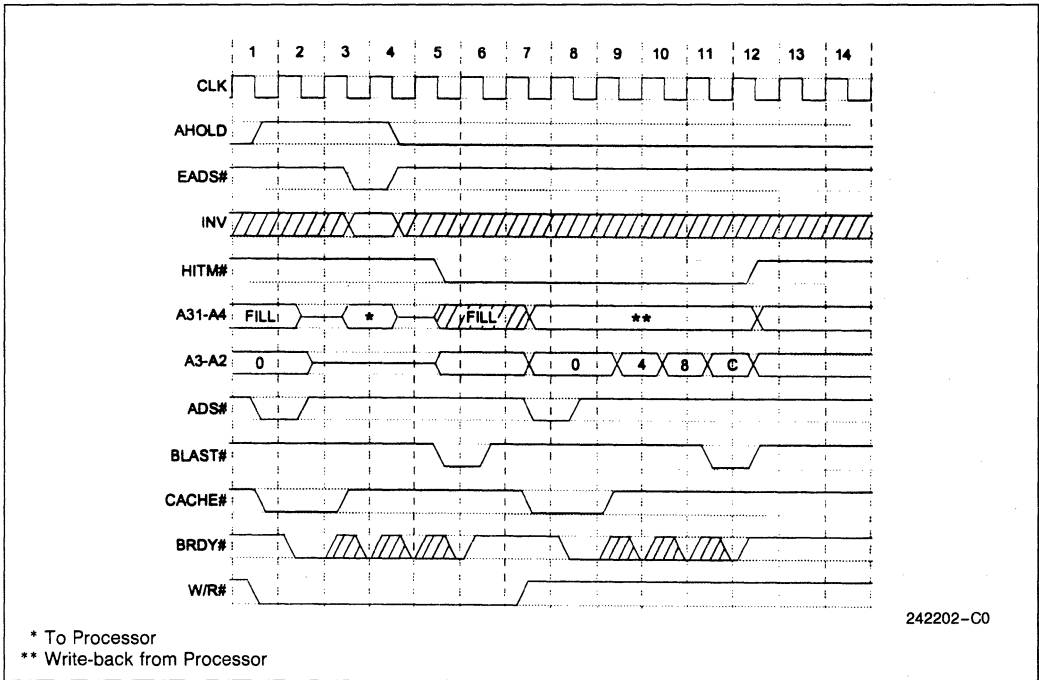 1 2 3 4 5 6 7 8 9 10 11 12 13 14
CLK
AHOLD
EADS#
INV
HITM#
A31-A4 FILL * FILL **
A3-A2 0 0 4 8 C
ADS#
BLAST#
CACHE#
BRDY#
W/R#
242202-C0
* To Processor
** Write-back from Processor